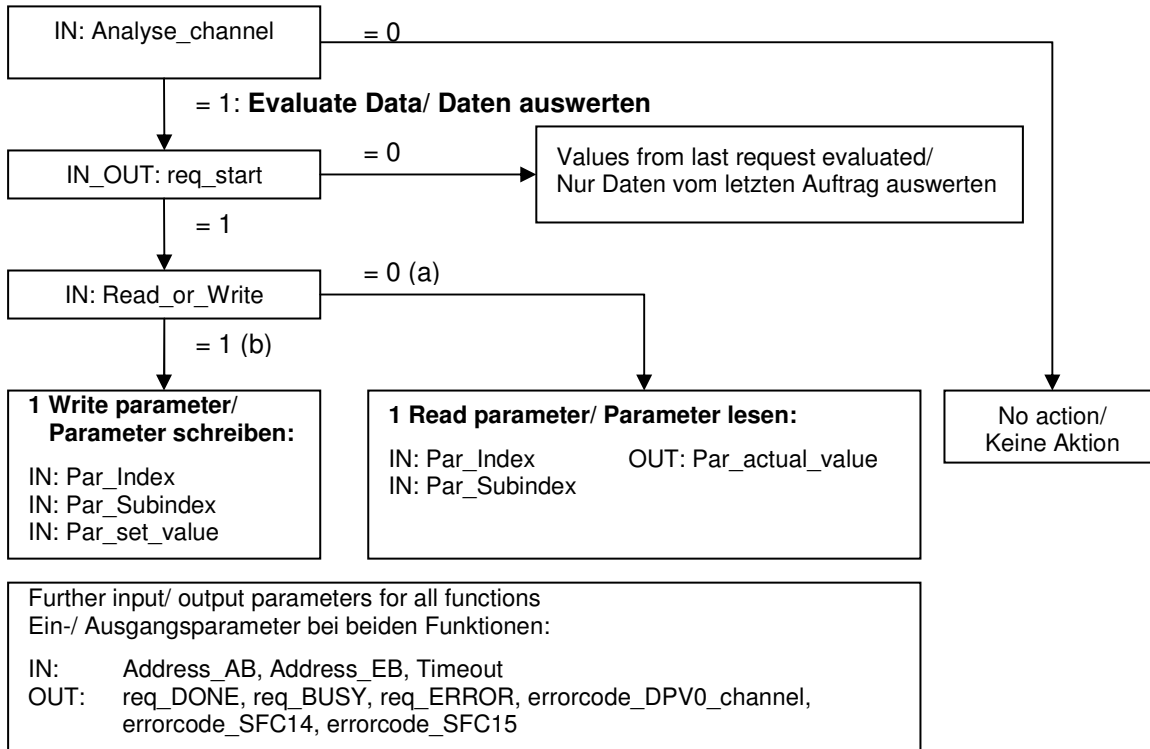 IN: Analyse_channel
= 0
= 1: Evaluate Data/ Daten auswerten
IN_OUT: req_start
= 0
Values from last request evaluated/
Nur Daten vom letzten Auftrag auswerten
= 1
IN: Read_or_Write
= 0 (a)
= 1 (b)
1 Write parameter/
Parameter schreiben:
IN: Par_Index
IN: Par_Subindex
IN: Par_set_value
1 Read parameter/ Parameter lesen:
IN: Par_Index OUT: Par_actual_value
IN: Par_Subindex
No action/
Keine Aktion
Further input/ output parameters for all functions
Ein-/ Ausgangsparameter bei beiden Funktionen:
IN: Address_AB, Address_EB, Timeout
OUT: req_DONE, req_BUSY, req_ERROR, errorcode_DPV0_channel,
errorcode_SFC14, errorcode_SFC15